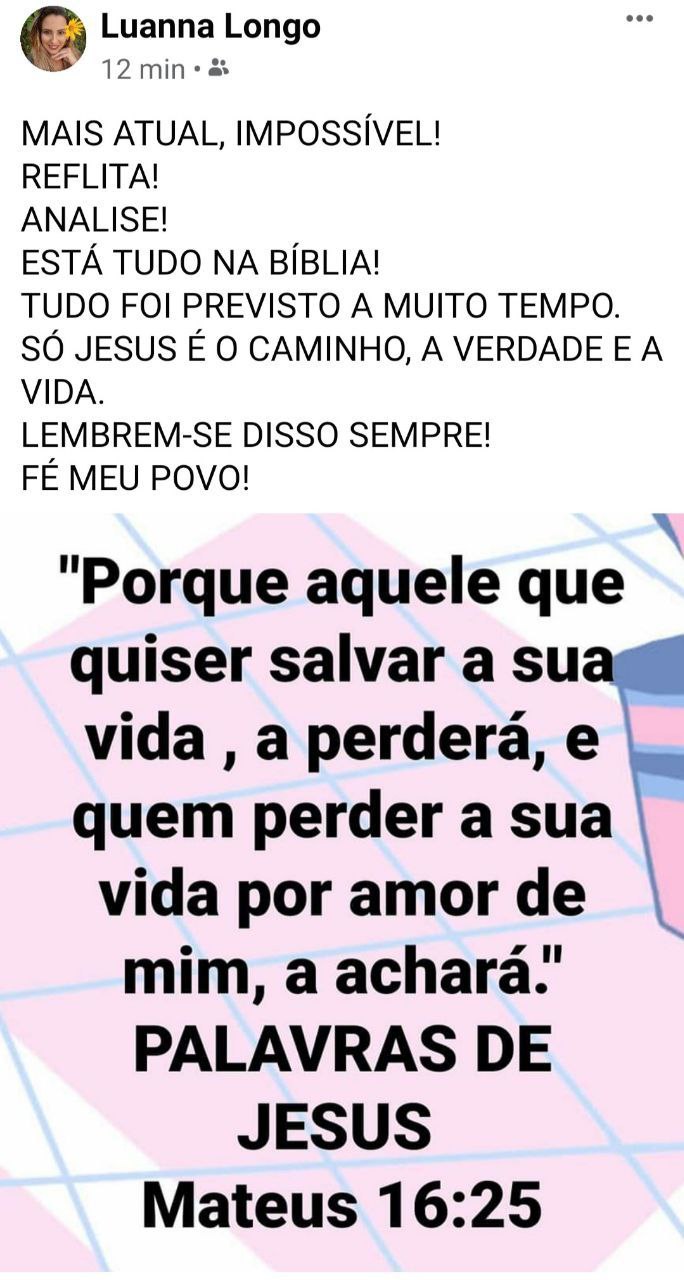 Luanna Longo
12 min •
MAIS ATUAL, IMPOSSÍVEL!
REFLITA!
ANALISE!
ESTÁ TUDO NA BÍBLIA!
TUDO FOI PREVISTO A MUITO TEMPO.
SÓ JESUS É O CAMINHO, A VERDADE E A
VIDA.
LEMBREM-SE DISSO SEMPRE!
FÉ MEU POVO!
"Porque aquele que
quiser salvar a sua
vida , a perderá, e
quem perder a sua
vida por amor de
mim, a achará."
PALAVRAS DE
JESUS
Mateus 16:25